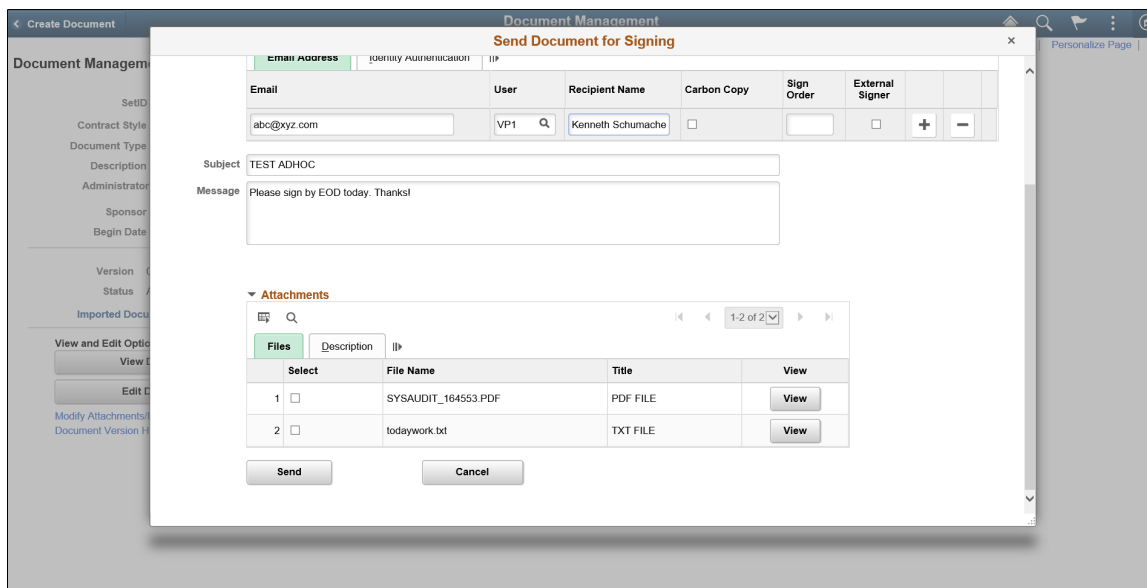 Create Document
Document Management
Send Document for Signing
×
Personalize Page
Document Managem
SetID
Contract Style
Document Type
Description
Administrator
Sponsor
Begin Date
Version
Status
Imported Docu
View and Edit Optio
View D
Edit D
Modify Attachments/
Document Version H
Email Address Identity Authentication
Email User Recipient Name Carbon Copy Sign Order External Signer
abc@xyz.com VP1 Kenneth Schumache + −
Subject TEST ADHOC
Message Please sign by EOD today. Thanks!
Attachments
1-2 of 2
Files Description
Select File Name Title View
1 SYSAUDIT_164553.PDF PDF FILE View
2 todaywork.txt TXT FILE View
Send Cancel